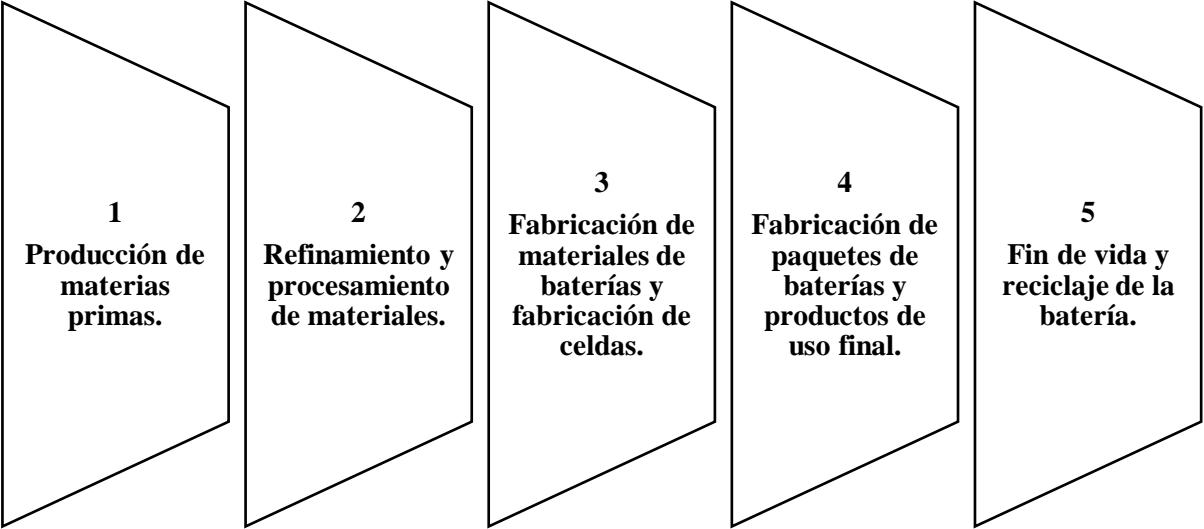 1
Producción de
materias
primas.
2
Refinamiento y
procesamiento
de materiales.
3
Fabricación de
materiales de
baterías y
fabricación de
celdas.
4
Fabricación de
paquetes de
baterías y
productos de
uso final.
5
Fin de vida y
reciclaje de la
batería.